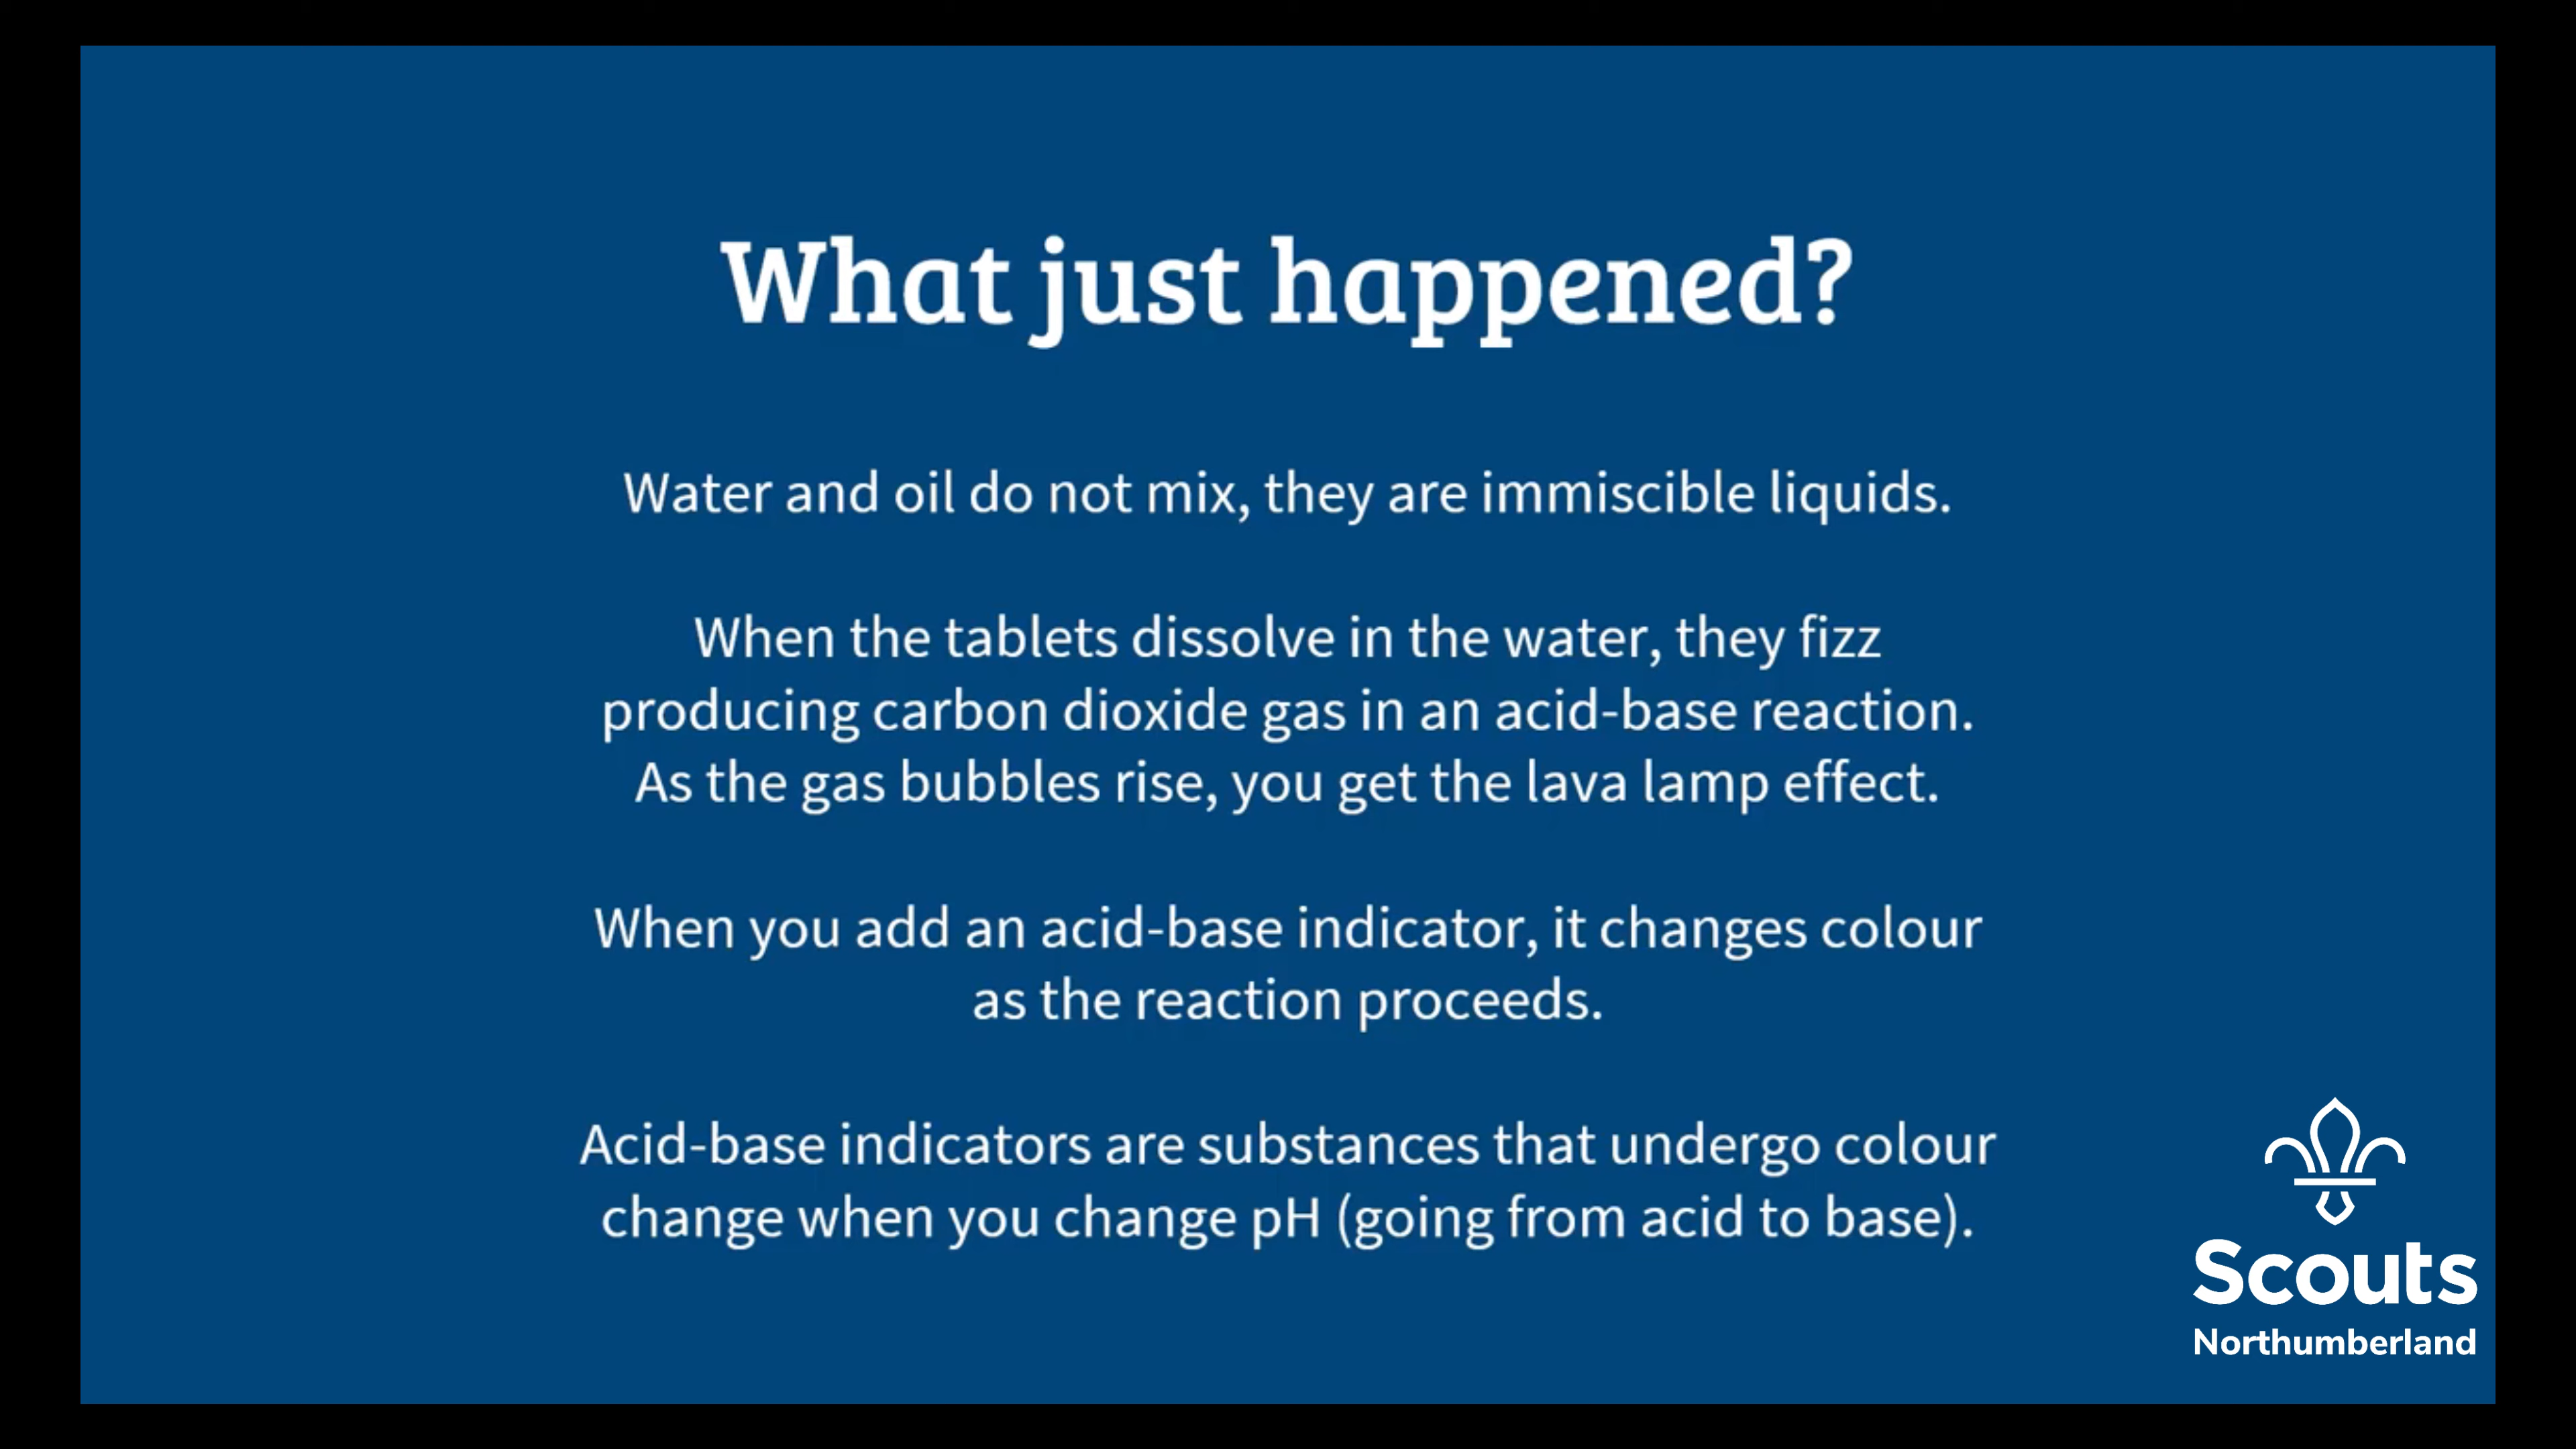 What just happened?
Water and oil do not mix, they are immiscible liquids.
When the tablets dissolve in the water, they fizz
producing carbon dioxide gas in an acid-base reaction.
As the gas bubbles rise, you get the lava lamp effect.
When you add an acid-base indicator, it changes colour
as the reaction proceeds.
Acid-base indicators are substances that undergo colour
change when you change pH (going from acid to base).
Scouts
Northumberland